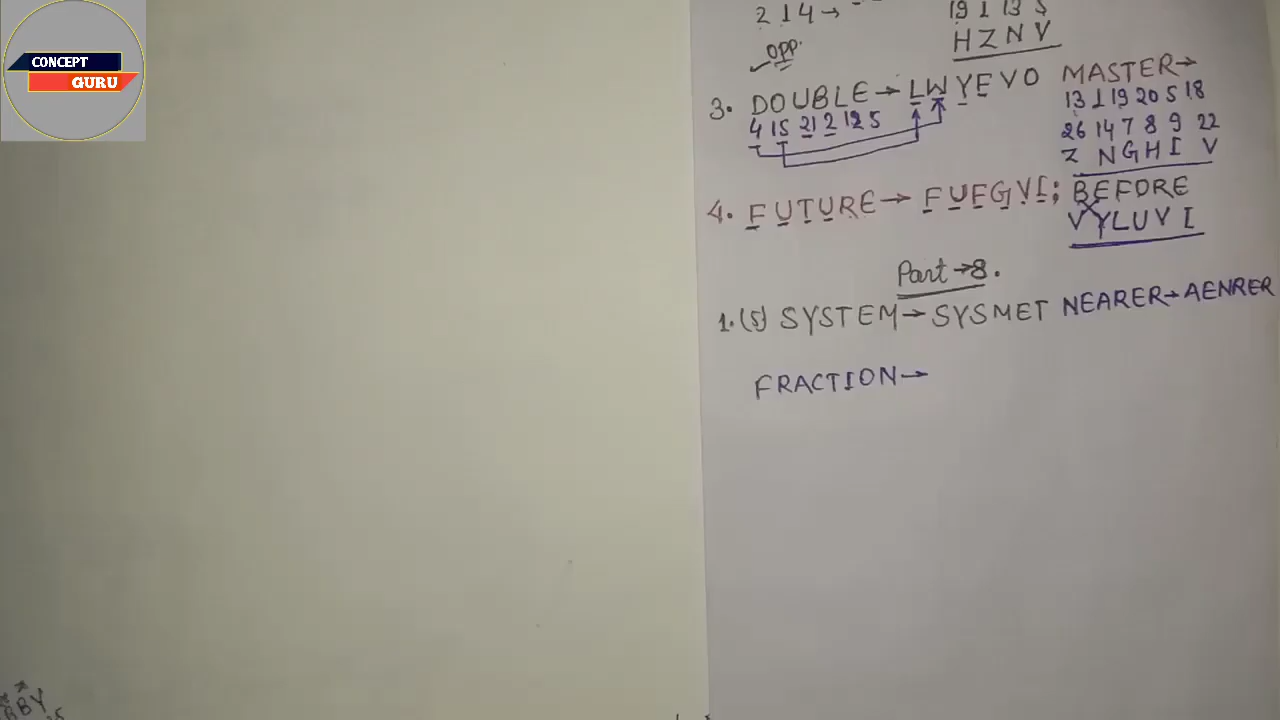 CONCEPT
GURU
2 1 4 →
19 1 13 5
H Z N V
Opp.
3. DOUBLE → LWYEVO
4 15 21 2 12 5
MASTER →
13 1 19 20 5 18
26 14 7 8 9 22
Z N G H I V
4. FUTURE → FUFGVI; BEFORE
VYLUVI
Part → 8.
1. (5) SYSTEM → SYSMET NEARER → AENRER
FRACTION →
BY